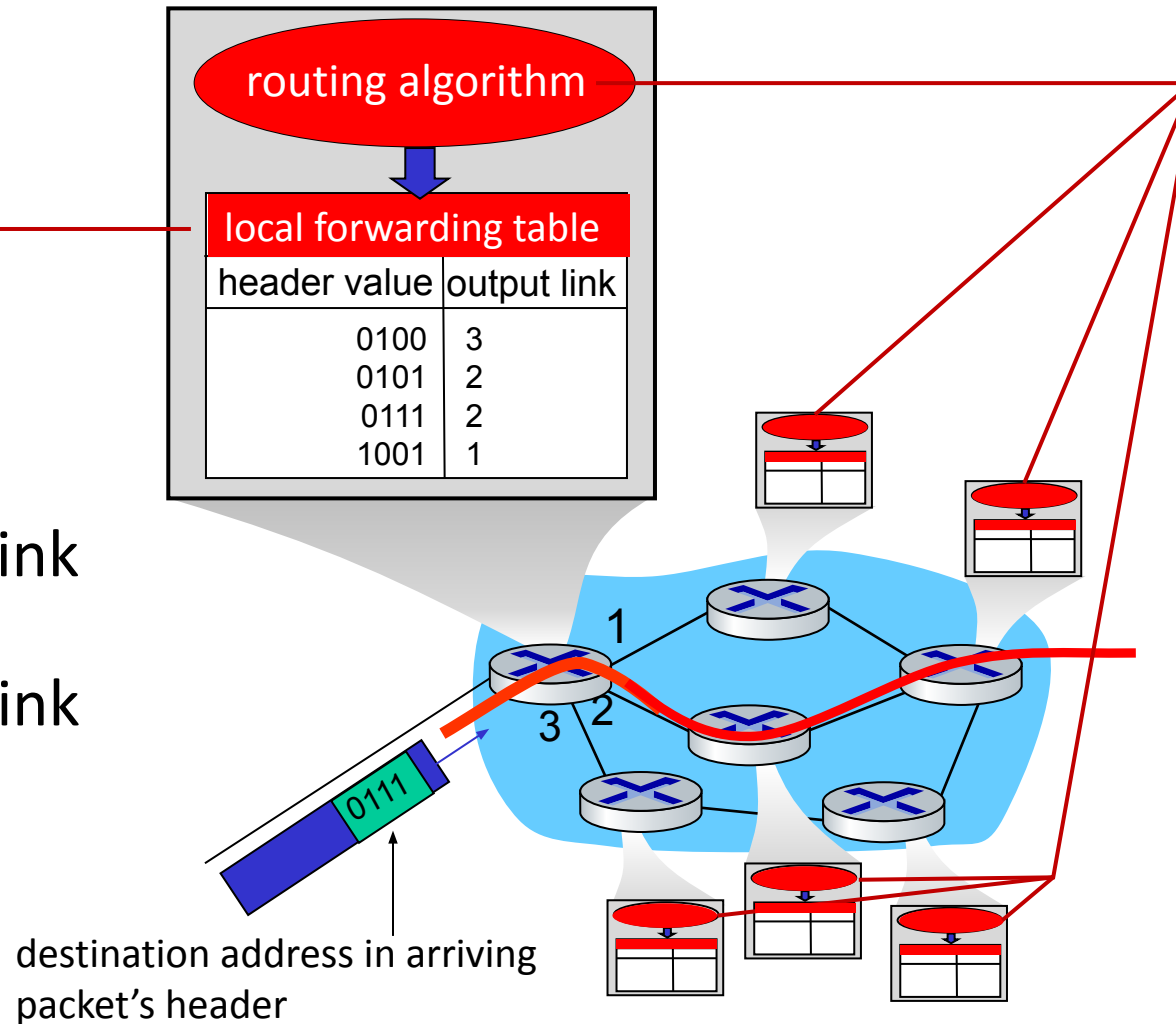 routing algorithm
local forwarding table
header value output link
0100 3
0101 2
0111 2
1001 1
ink
ink
1
2
3
0111
destination address in arriving
packet's header